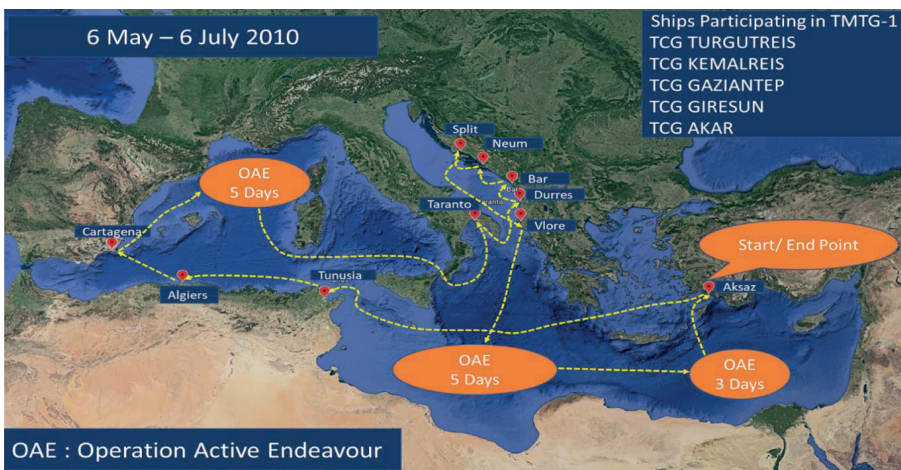 6 May – 6 July 2010
Ships Participating in TMTG-1
TCG TURGUTREIS
TCG KEMALREIS
TCG GAZIANTEP
TCG GIRESUN
TCG AKAR
Split
Neum
Bar
Bar
Durres
Taranto
ranto
Vlore
OAE
5 Days
Cartagena
Start/ End Point
Algiers
Tunusia
Aksaz
OAE
5 Days
OAE
3 Days
OAE : Operation Active Endeavour